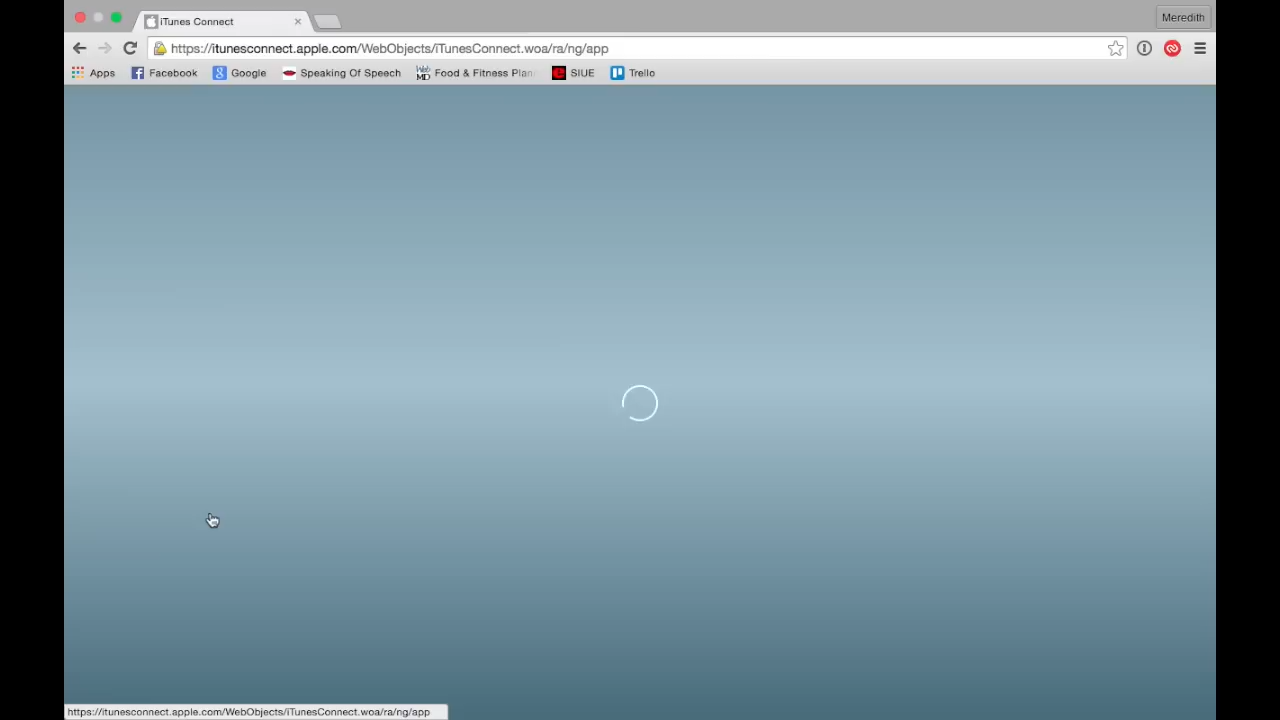 iTunes Connect
Meredith
https://itunesconnect.apple.com/WebObjects/iTunesConnect.woa/ra/ng/app
Apps Facebook Google Speaking Of Speech Food & Fitness Plan SIUE Trello
https://itunesconnect.apple.com/WebObjects/iTunesConnect.woa/ra/ng/app